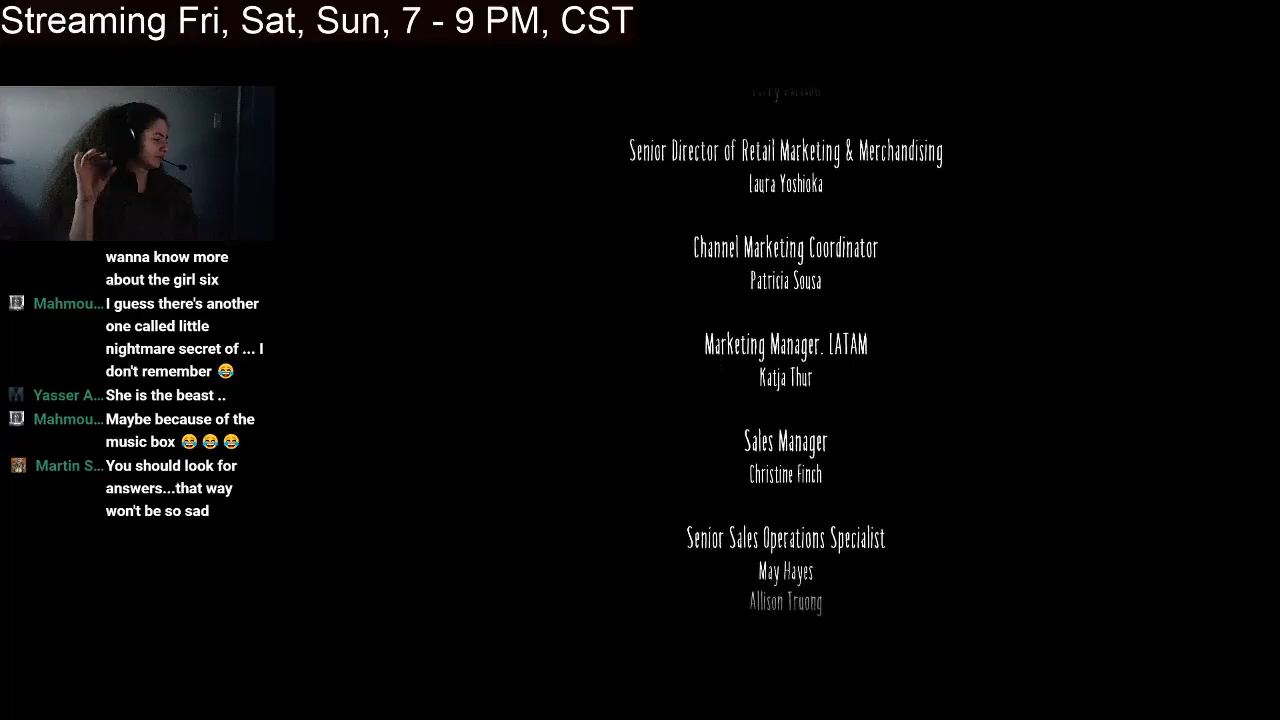 Streaming Fri, Sat, Sun, 7 - 9 PM, CST
wanna know more
about the girl six
Mahmou... I guess there's another
one called little
nightmare secret of ... I
don't remember 😂
Yasser A... She is the beast ..
Mahmou... Maybe because of the
music box 😂 😂 😂
Martin S... You should look for
answers...that way
won't be so sad
Senior Director of Retail Marketing & Merchandising
Laura Yoshioka
Channel Marketing Coordinator
Patricia Sousa
Marketing Manager. LATAM
Katja Thur
Sales Manager
Christine Finch
Senior Sales Operations Specialist
May Hayes
Allison Truong